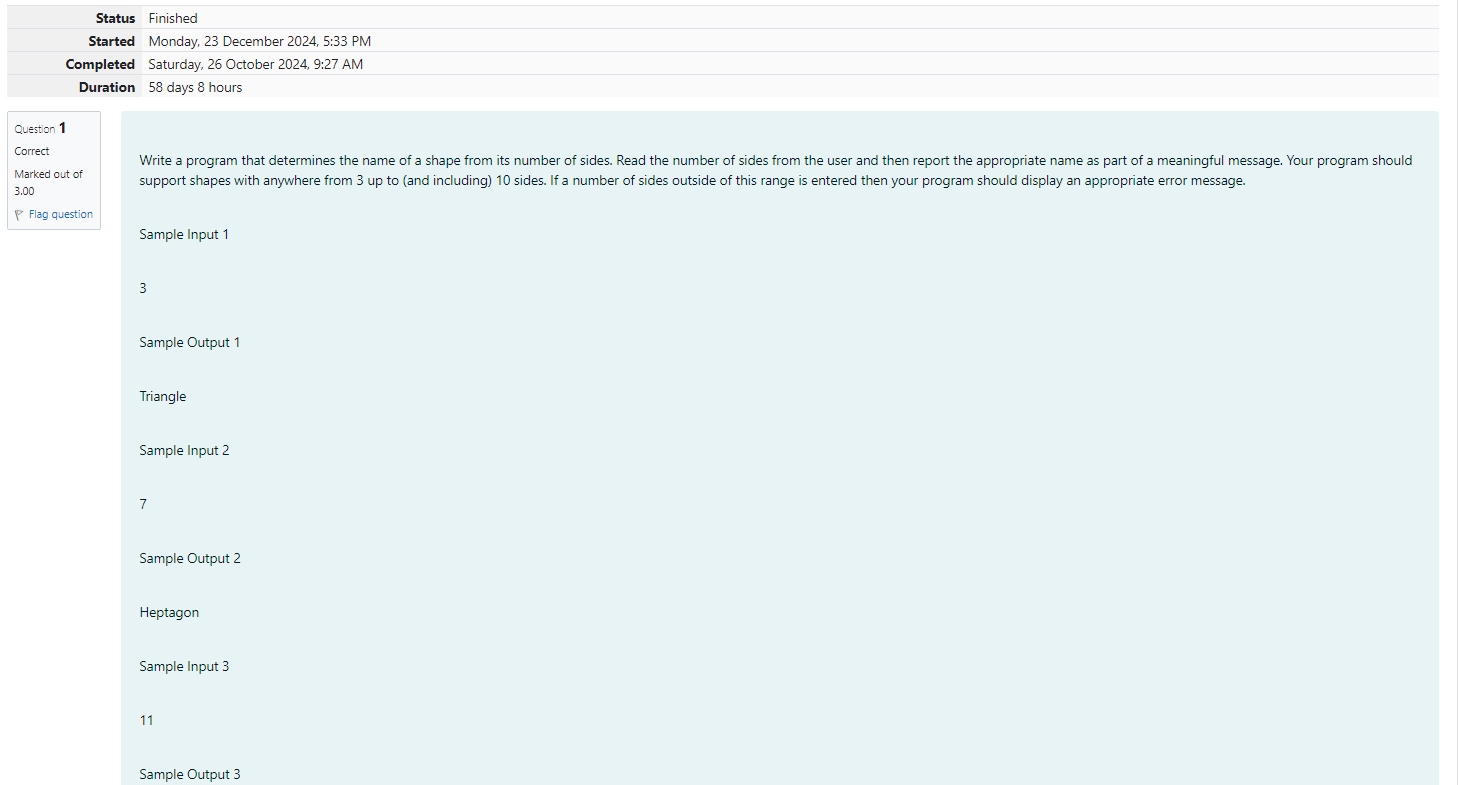 Status Finished
Started Monday, 23 December 2024, 5:33 PM
Completed Saturday, 26 October 2024, 9:27 AM
Duration 58 days 8 hours
Question 1
Correct
Marked out of
3.00
Flag question
Write a program that determines the name of a shape from its number of sides. Read the number of sides from the user and then report the appropriate name as part of a meaningful message. Your program should
support shapes with anywhere from 3 up to (and including) 10 sides. If a number of sides outside of this range is entered then your program should display an appropriate error message.
Sample Input 1
3
Sample Output 1
Triangle
Sample Input 2
7
Sample Output 2
Heptagon
Sample Input 3
11
Sample Output 3